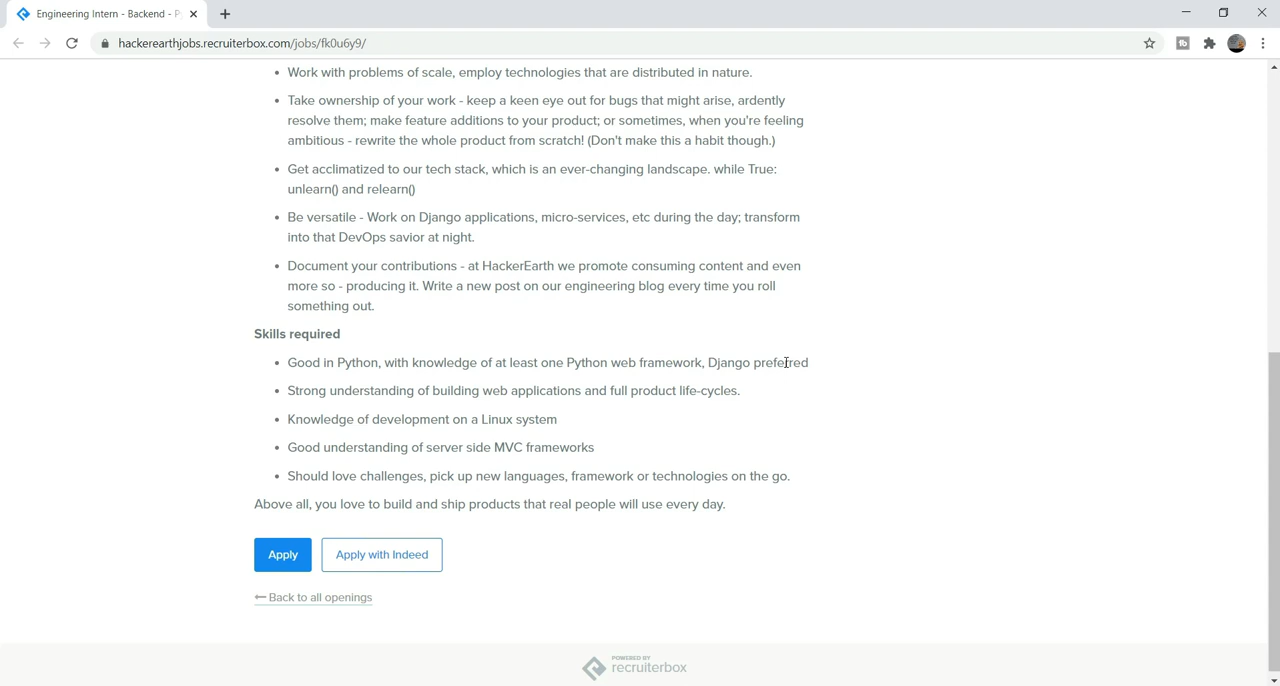 Engineering Intern - Backend - P
hackerearthjobs.recruiterbox.com/jobs/fk0u6y9/
• Work with problems of scale, employ technologies that are distributed in nature.
• Take ownership of your work - keep a keen eye out for bugs that might arise, ardently
resolve them; make feature additions to your product; or sometimes, when you're feeling
ambitious - rewrite the whole product from scratch! (Don't make this a habit though.)
• Get acclimatized to our tech stack, which is an ever-changing landscape. while True:
unlearn() and relearn()
• Be versatile - Work on Django applications, micro-services, etc during the day; transform
into that DevOps savior at night.
• Document your contributions - at HackerEarth we promote consuming content and even
more so - producing it. Write a new post on our engineering blog every time you roll
something out.
Skills required
• Good in Python, with knowledge of at least one Python web framework, Django preferred
• Strong understanding of building web applications and full product life-cycles.
• Knowledge of development on a Linux system
• Good understanding of server side MVC frameworks
• Should love challenges, pick up new languages, framework or technologies on the go.
Above all, you love to build and ship products that real people will use every day.
Apply Apply with Indeed
Back to all openings
POWERED BY
recruiterbox